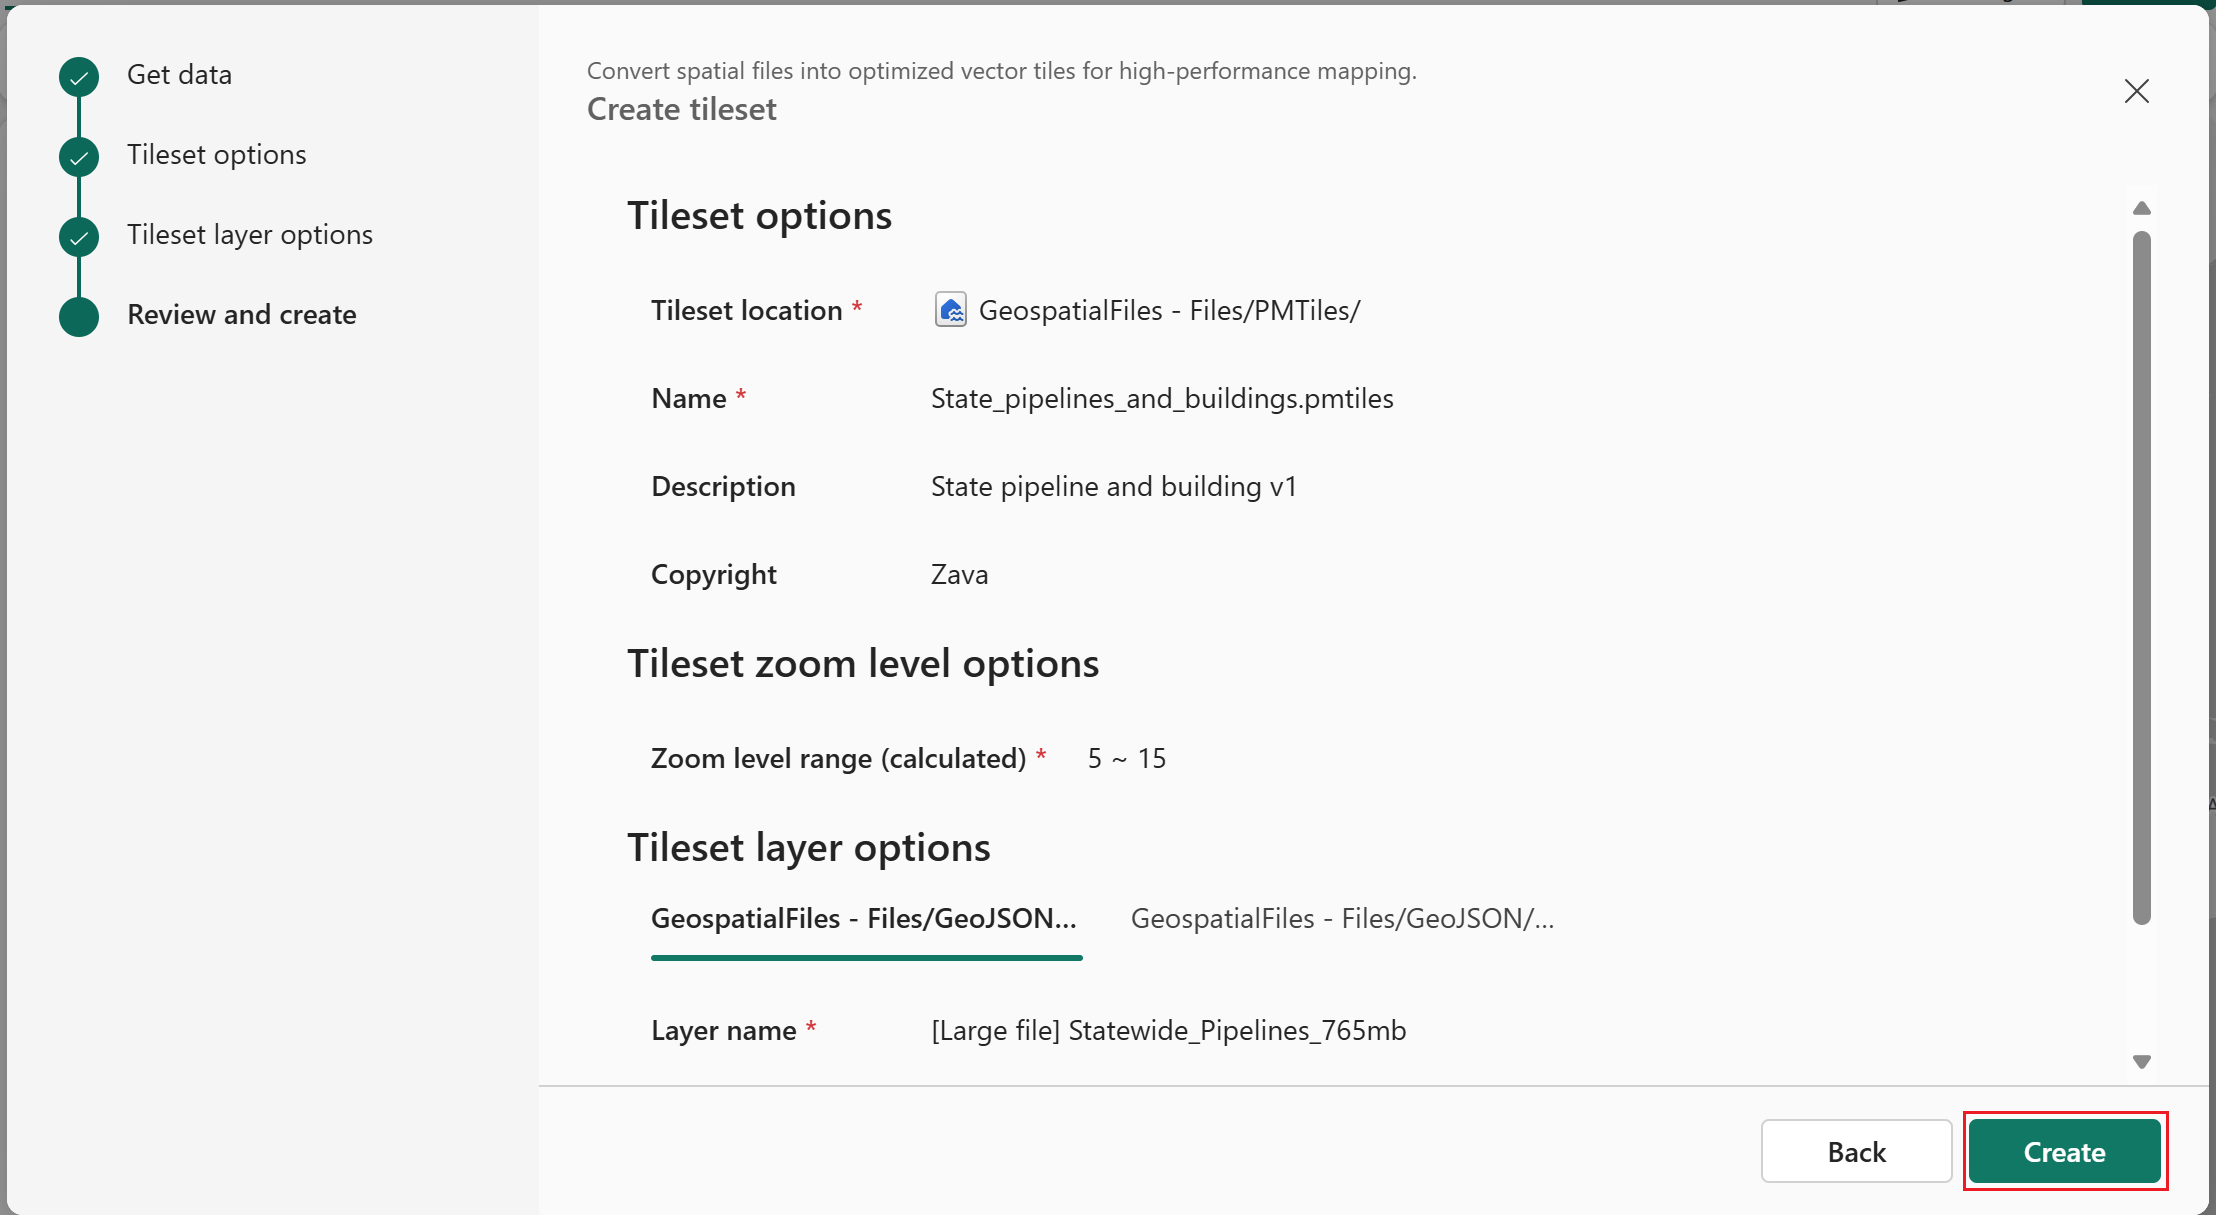 Get data
Tileset options
Tileset layer options
Review and create
Convert spatial files into optimized vector tiles for high-performance mapping.
Create tileset
Tileset options
Tileset location * GeospatialFiles - Files/PMTiles/
Name * State_pipelines_and_buildings.pmtiles
Description State pipeline and building v1
Copyright Zava
Tileset zoom level options
Zoom level range (calculated) * 5 ~ 15
Tileset layer options
GeospatialFiles - Files/GeoJSON... GeospatialFiles - Files/GeoJSON/...
Layer name * [Large file] Statewide_Pipelines_765mb
Back Create